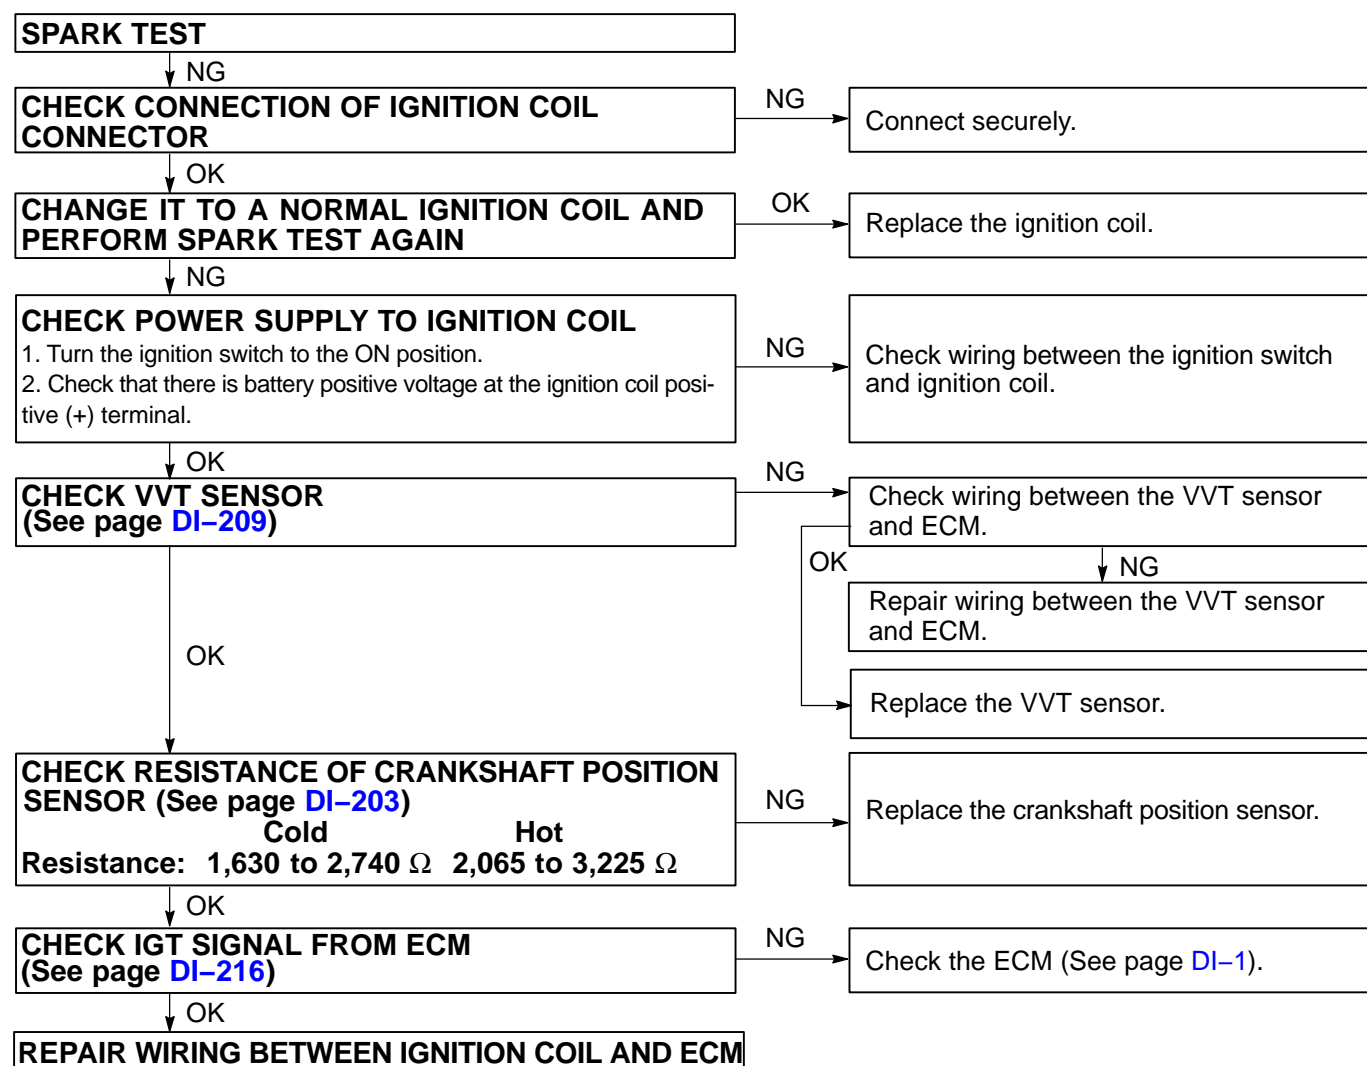 SPARK TEST
NG
CHECK CONNECTION OF IGNITION COIL
CONNECTOR
NG
Connect securely.
OK
CHANGE IT TO A NORMAL IGNITION COIL AND
PERFORM SPARK TEST AGAIN
OK
Replace the ignition coil.
NG
CHECK POWER SUPPLY TO IGNITION COIL
1. Turn the ignition switch to the ON position.
2. Check that there is battery positive voltage at the ignition coil posi-
tive (+) terminal.
NG
Check wiring between the ignition switch
and ignition coil.
OK
CHECK VVT SENSOR
(See page DI–209)
NG
Check wiring between the VVT sensor
and ECM.
OK
NG
Repair wiring between the VVT sensor
and ECM.
OK
Replace the VVT sensor.
CHECK RESISTANCE OF CRANKSHAFT POSITION
SENSOR (See page DI–203)
Cold Hot
Resistance: 1,630 to 2,740 Ω 2,065 to 3,225 Ω
NG
Replace the crankshaft position sensor.
OK
CHECK IGT SIGNAL FROM ECM
(See page DI–216)
NG
Check the ECM (See page DI–1).
OK
REPAIR WIRING BETWEEN IGNITION COIL AND ECM